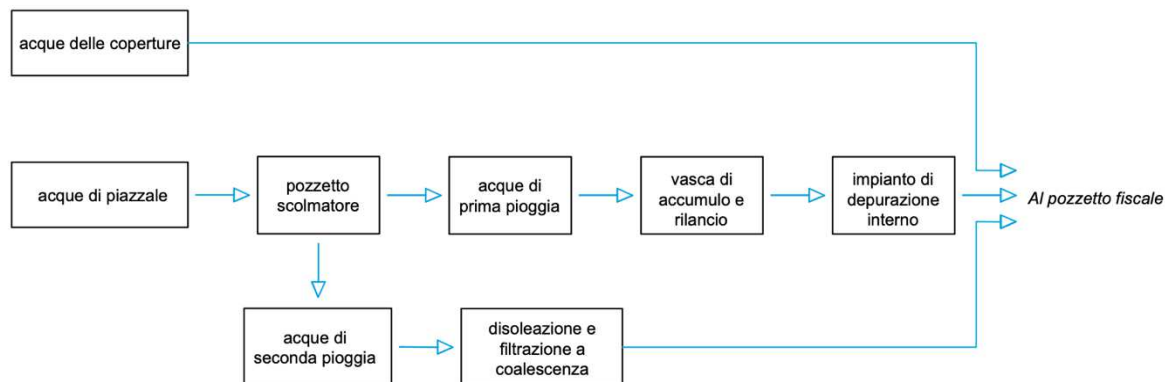 acque delle coperture
acque di piazzale
pozzetto
scolmatore
acque di
prima pioggia
vasca di
accumulo e
rilancio
impianto di
depurazione
interno
Al pozzetto fiscale
acque di
seconda pioggia
disoleazione e
filtrazione a
coalescenza